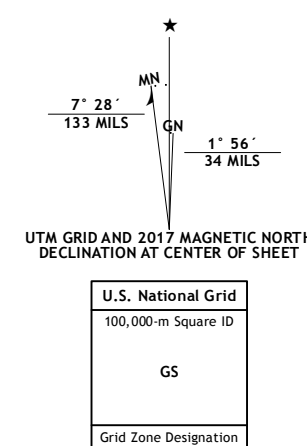 ★
MN
7° 28´
133 MILS
GN
1° 56´
34 MILS
UTM GRID AND 2017 MAGNETIC NORTH
DECLINATION AT CENTER OF SHEET
U.S. National Grid
100,000-m Square ID
GS
Grid Zone Designation